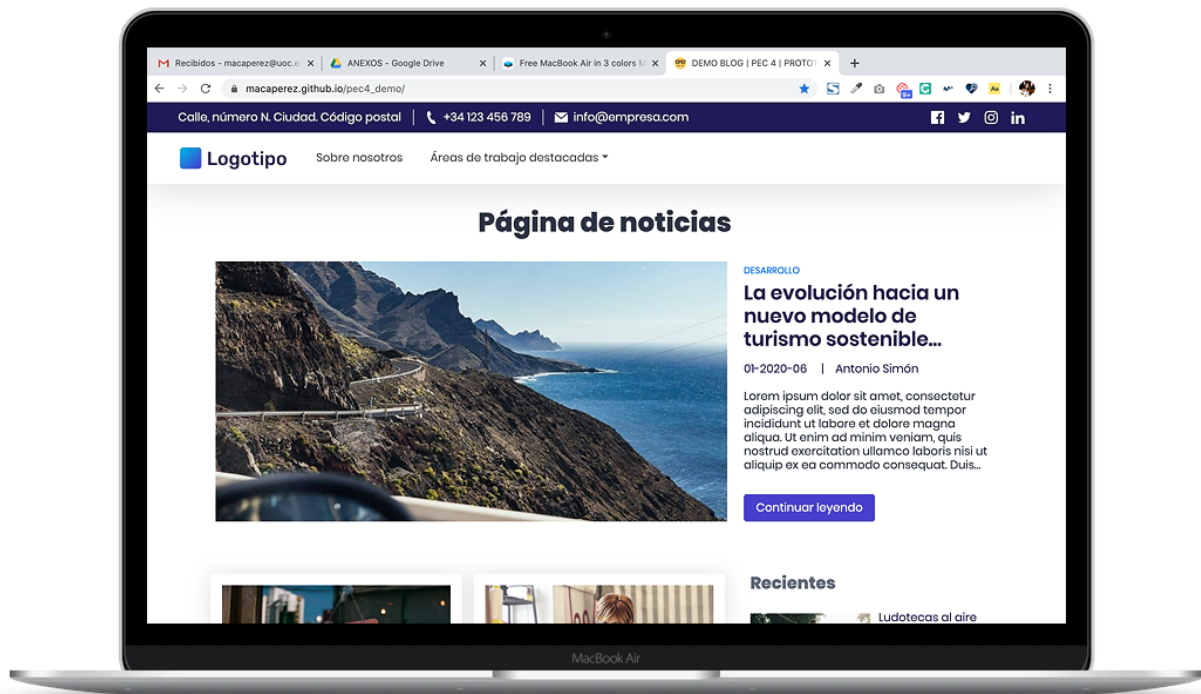 Recibidos - macaperez@uoc.e
ANEXOS - Google Drive
Free MacBook Air in 3 colors M
DEMO BLOG | PEC 4 | PROTOT
macaperez.github.io/pec4_demo/
Calle, número N. Ciudad. Código postal | +34 123 456 789 | info@empresa.com
Logotipo
Sobre nosotros
Áreas de trabajo destacadas
Página de noticias
DESARROLLO
La evolución hacia un
nuevo modelo de
turismo sostenible...
01-2020-06 | Antonio Simón
Lorem ipsum dolor sit amet, consectetur
adipiscing elit, sed do eiusmod tempor
incididunt ut labore et dolore magna
aliqua. Ut enim ad minim veniam, quis
nostrud exercitation ullamco laboris nisi ut
aliquip ex ea commodo consequat. Duis...
Continuar leyendo
Recientes
Ludotecas al aire
MacBook Air